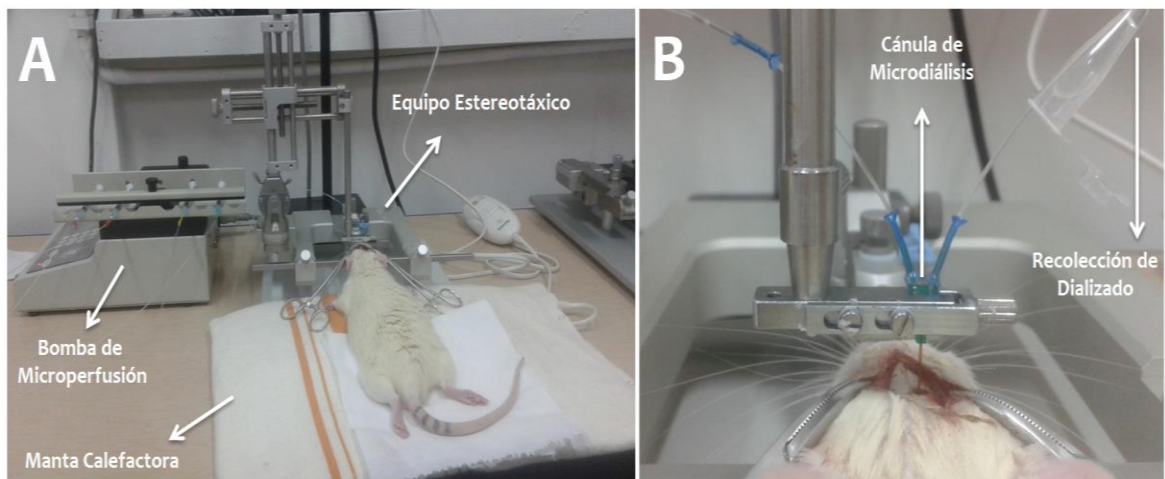 A
Equipo Estereotáxico
Bomba de
Microperfusión
Manta Calefactora
B
Cánula de
Microdiálisis
Recolección de
Dializado